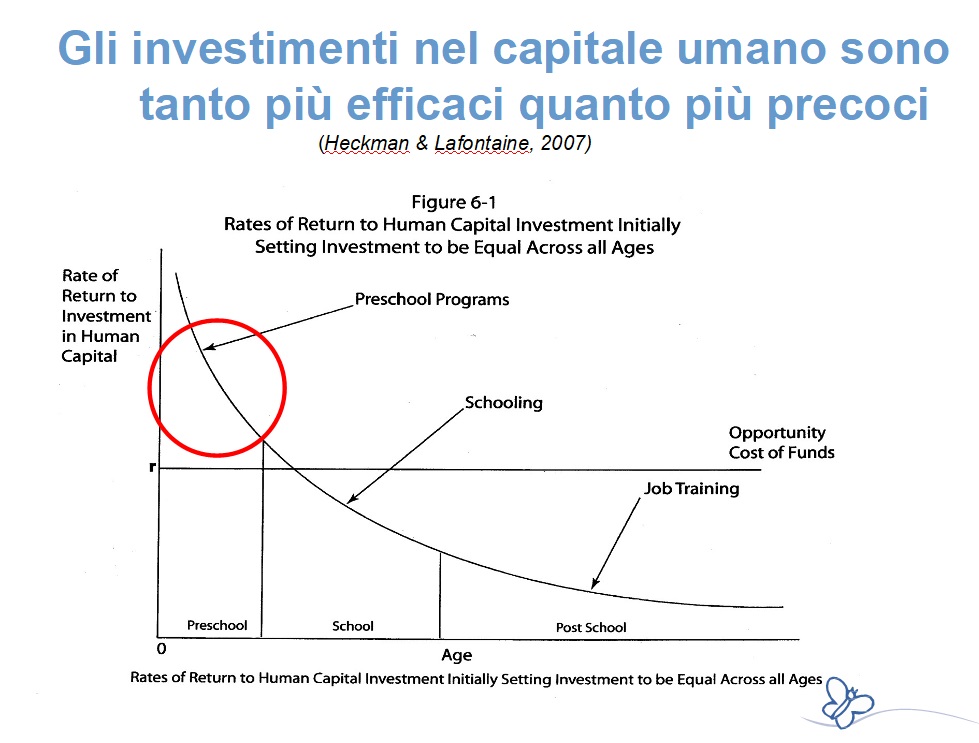 Gli investimenti nel capitale umano sono
tanto più efficaci quanto più precoci
(Heckman & Lafontaine, 2007)
Figure 6-1
Rates of Return to Human Capital Investment Initially
Setting Investment to be Equal Across all Ages
Rate of
Return to
Investment
in Human
Capital
Preschool Programs
Schooling
Opportunity
Cost of Funds
r
Job Training
Preschool
School
Post School
0
Age
Rates of Return to Human Capital Investment Initially Setting Investment to be Equal Across all Ages